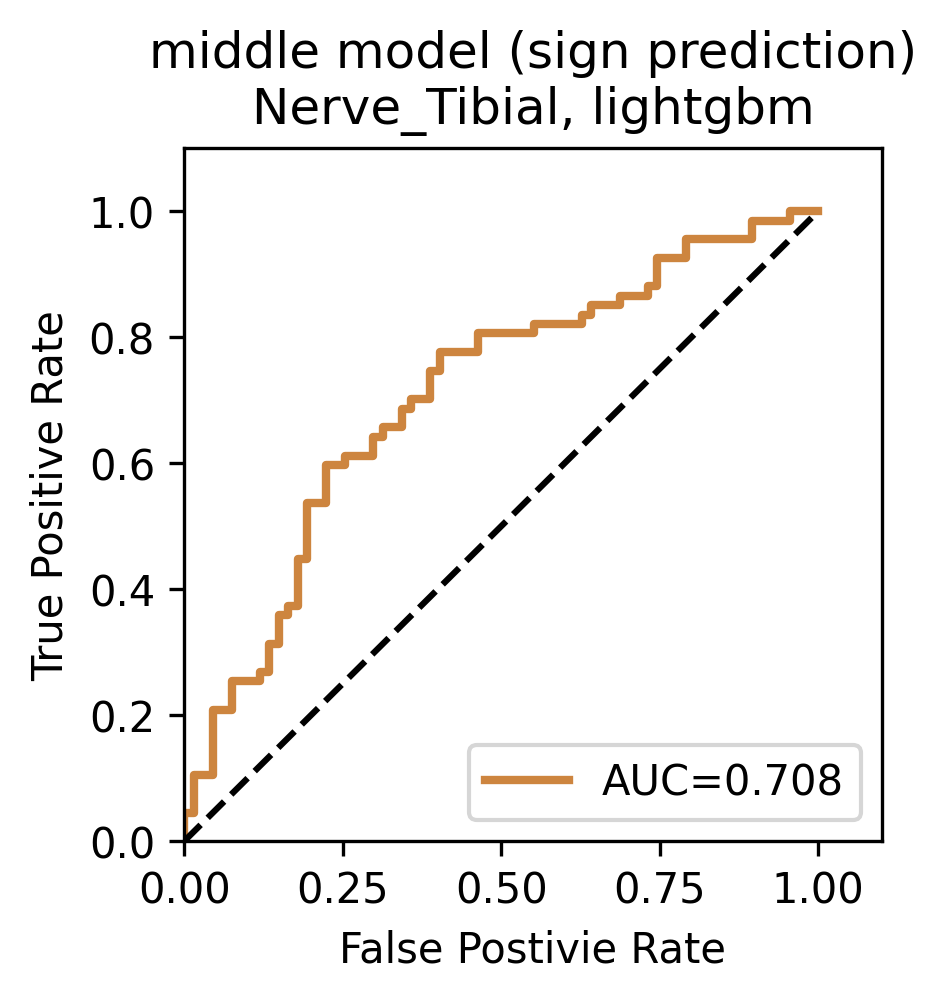 middle model (sign prediction)
Nerve_Tibial, lightgbm
True Positive Rate
1.0
0.8
0.6
0.4
0.2
0.0
AUC=0.708
0.00 0.25 0.50 0.75 1.00
False Postivie Rate